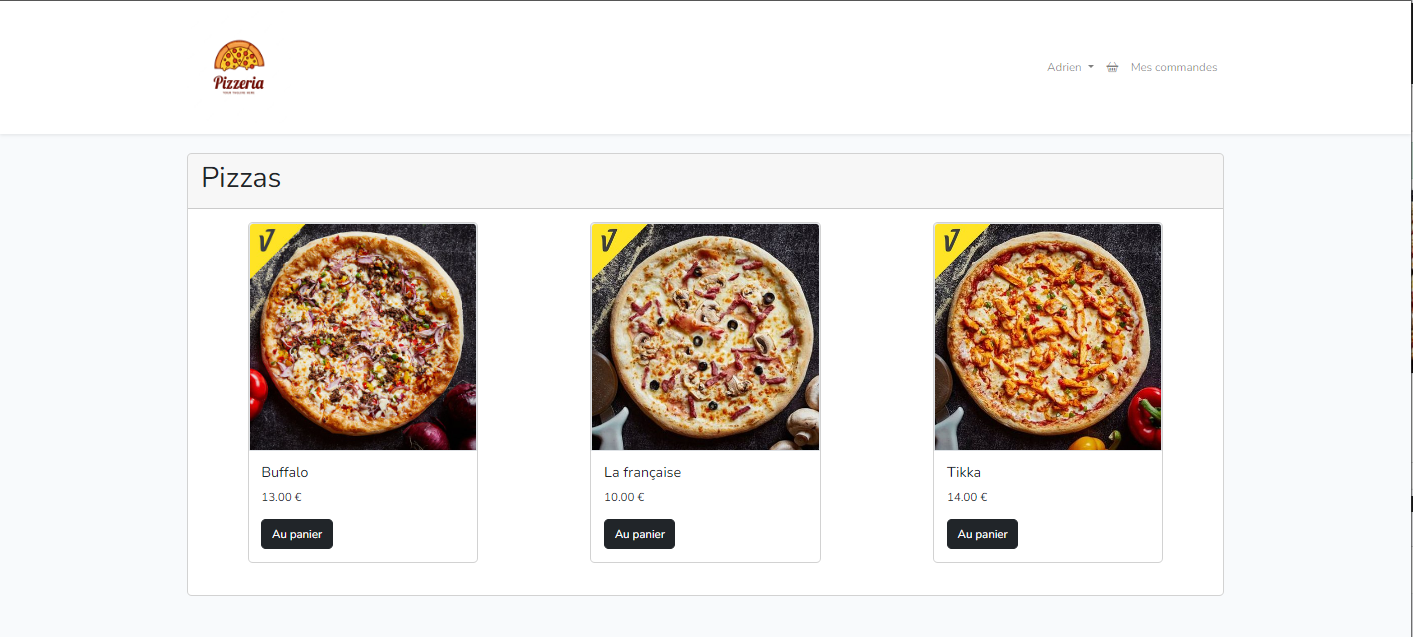 Pizzeria
Adrien
Mes commandes
Pizzas
V
V
V
Buffalo
La française
Tikka
13.00 €
10.00 €
14.00 €
Au panier
Au panier
Au panier